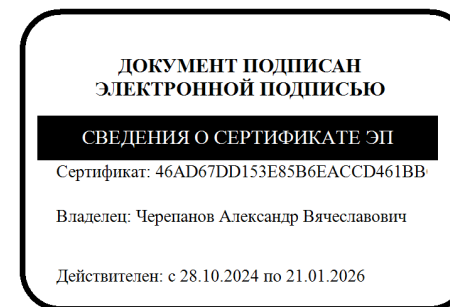 ДОКУМЕНТ ПОДПИСАН
ЭЛЕКТРОННОЙ ПОДПИСЬЮ
СВЕДЕНИЯ О СЕРТИФИКАТЕ ЭП
Сертификат: 46AD67DD153E85B6EACCD461BB
Владелец: Черепанов Александр Вячеславович
Действителен: с 28.10.2024 по 21.01.2026